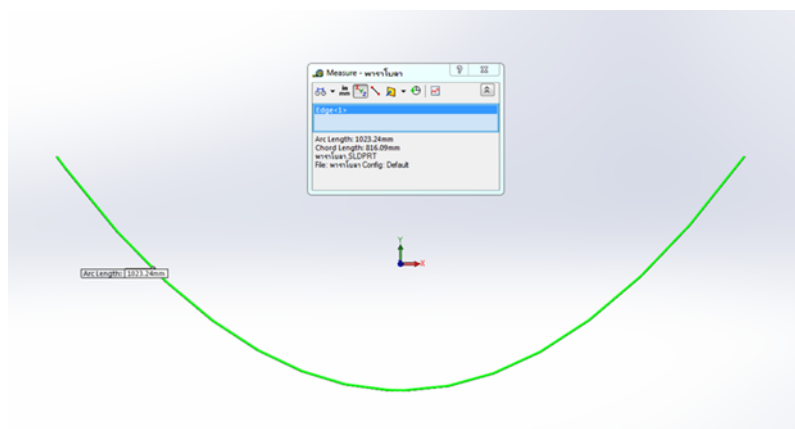 Measure - พาราโบลา
in
mm
Edge<1>
Arc Length: 1023.24mm
Chord Length: 816.09mm
พาราโบลา.SLDPRT
File: พาราโบลา Config: Default
Y
X
Arc Length: 1023.24mm